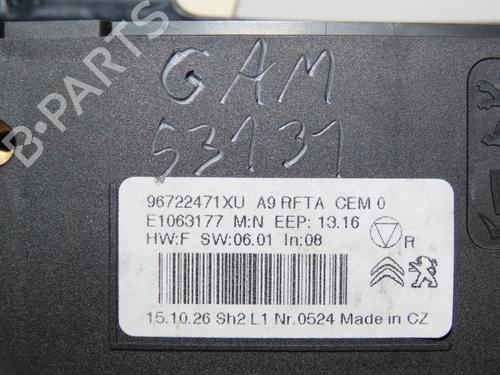 B-PARTS
GAM
53131
96722471XU A9 RFTA CEM 0
E1063177 M:N EEP: 13.16
HW:F SW:06.01 In:08
R
15.10.26 Sh2 L1 Nr.0524 Made in CZ